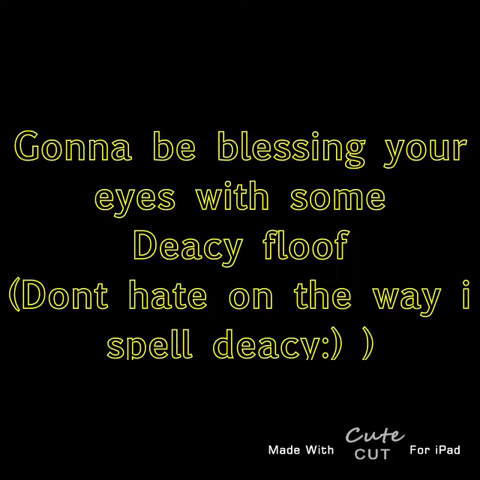 Gonna be blessing your
eyes with some
Deacy floof
(Dont hate on the way i
spell deacy:) )
Made With Cute CUT For iPad